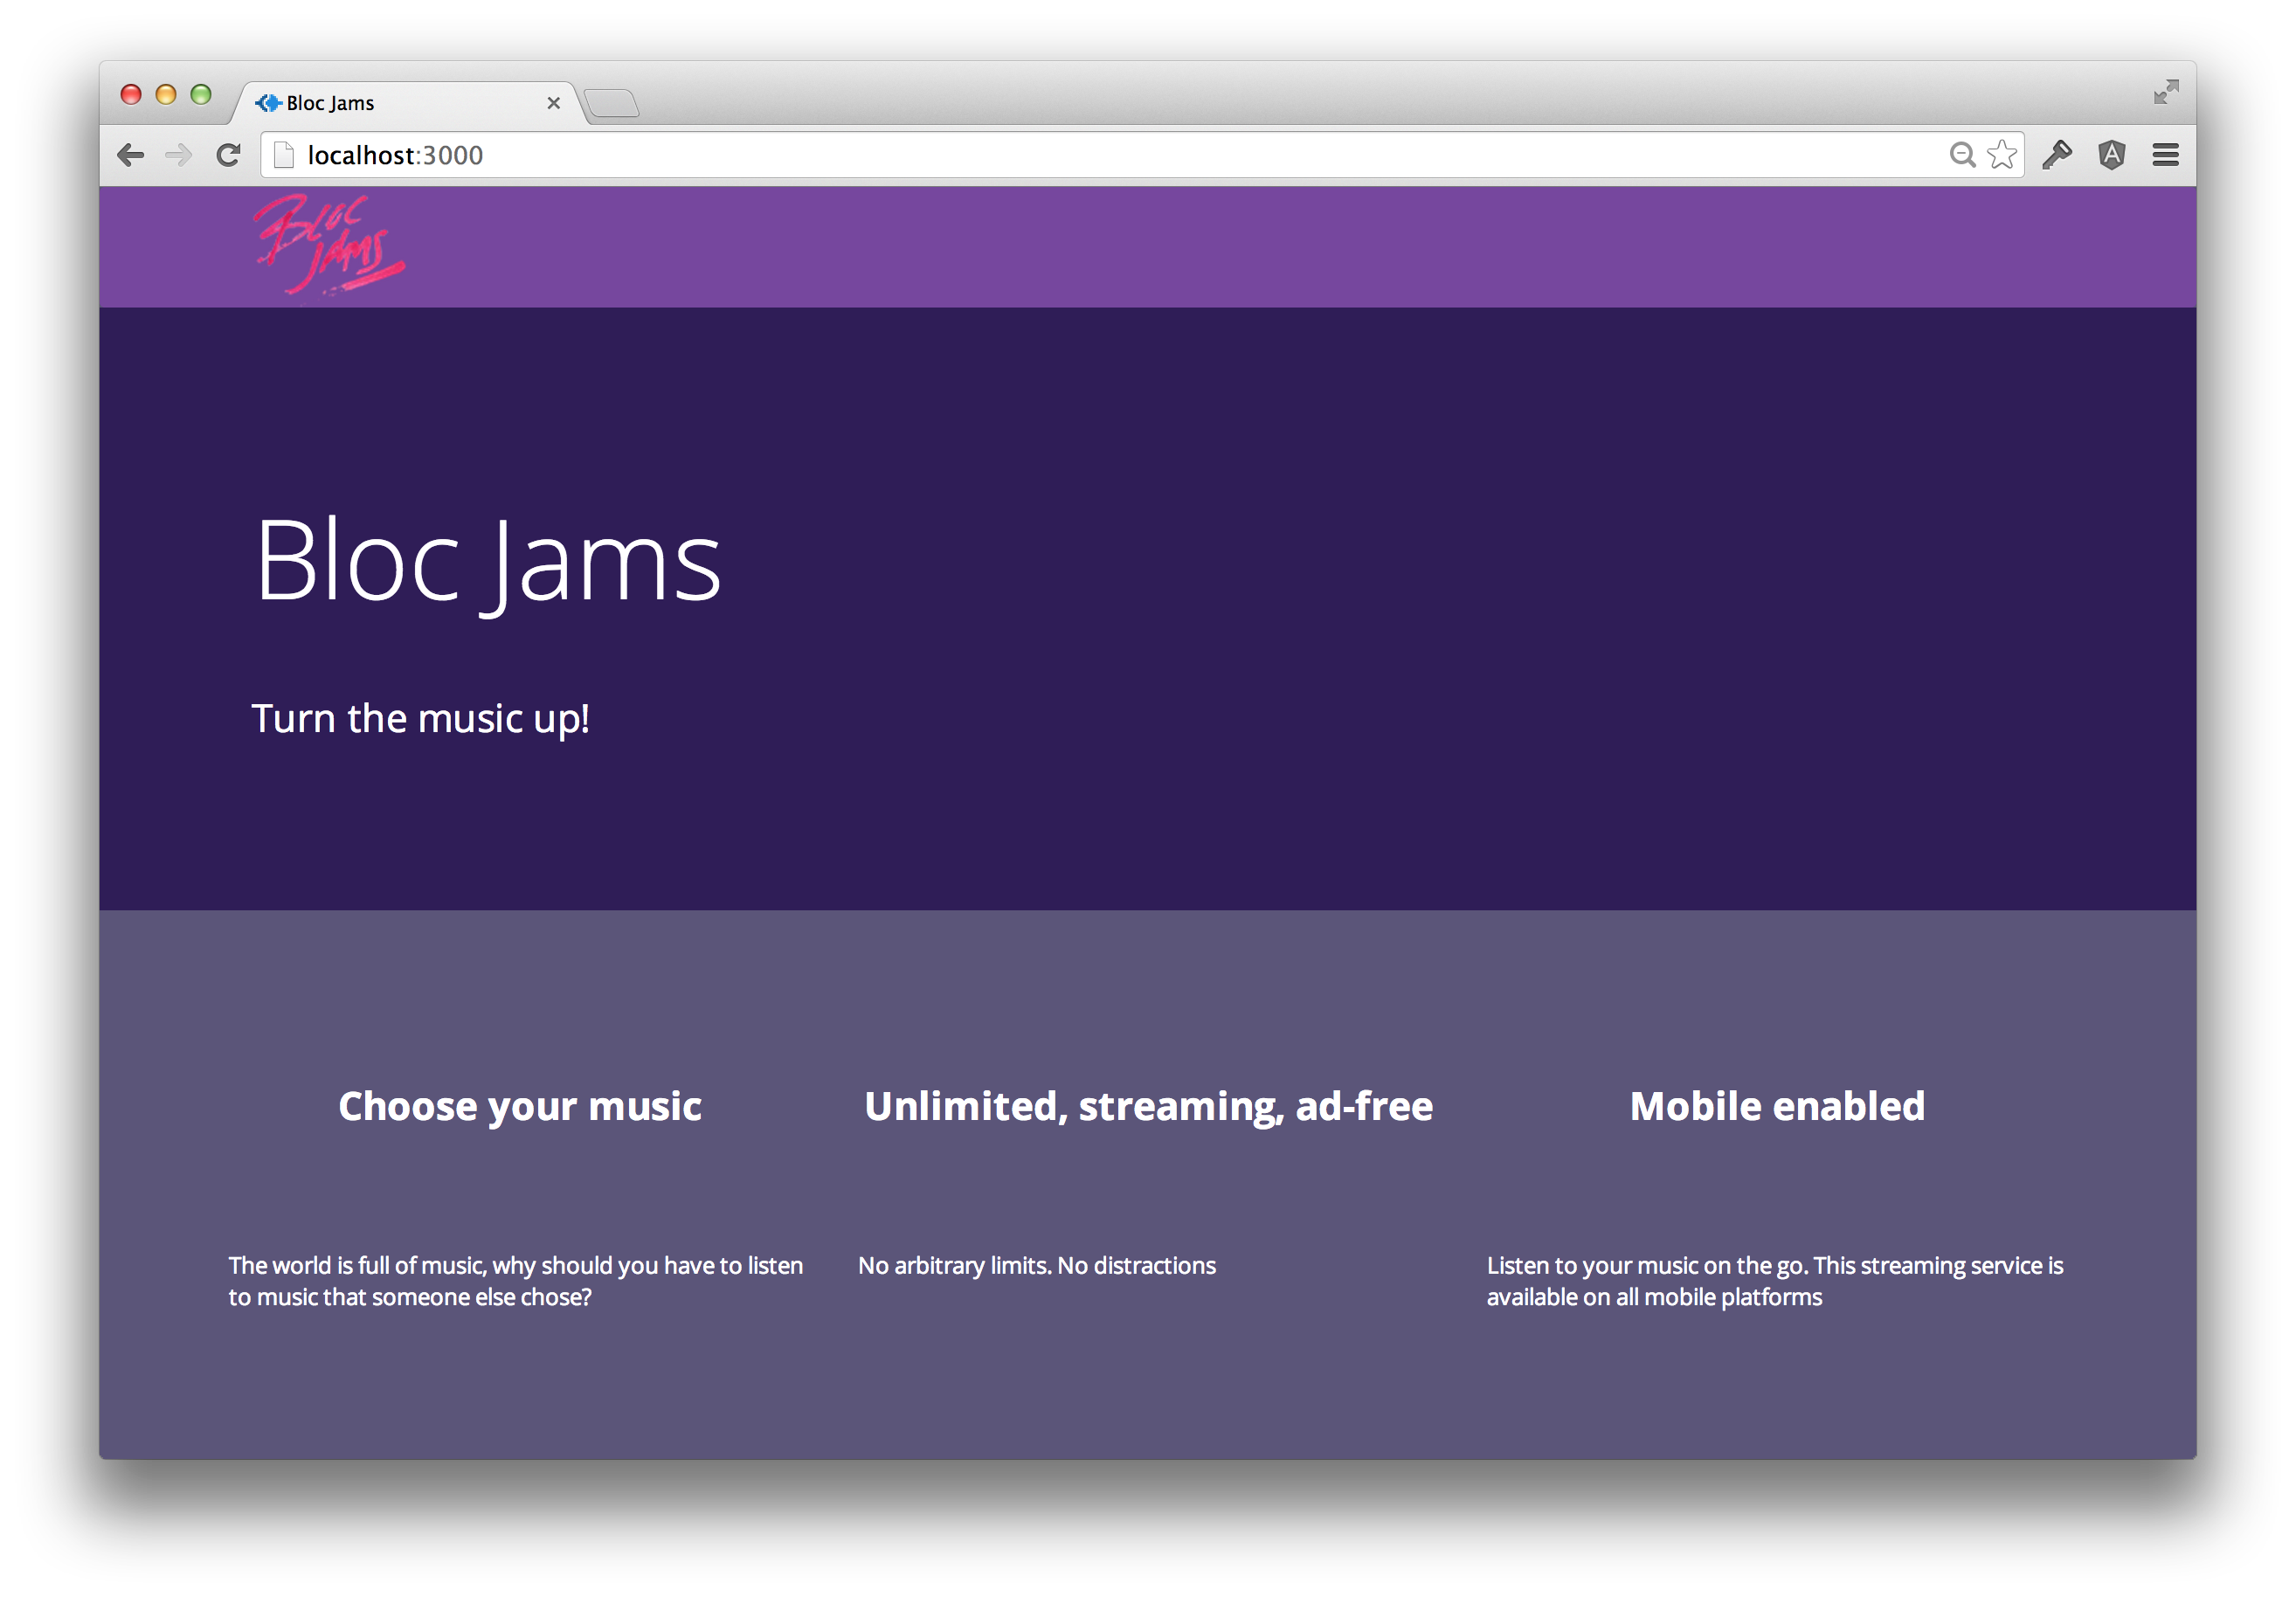 Bloc Jams
localhost:3000
BLOC
JAMS
Bloc Jams
Turn the music up!
Choose your music
The world is full of music, why should you have to listen
to music that someone else chose?
Unlimited, streaming, ad-free
No arbitrary limits. No distractions
Mobile enabled
Listen to your music on the go. This streaming service is
available on all mobile platforms